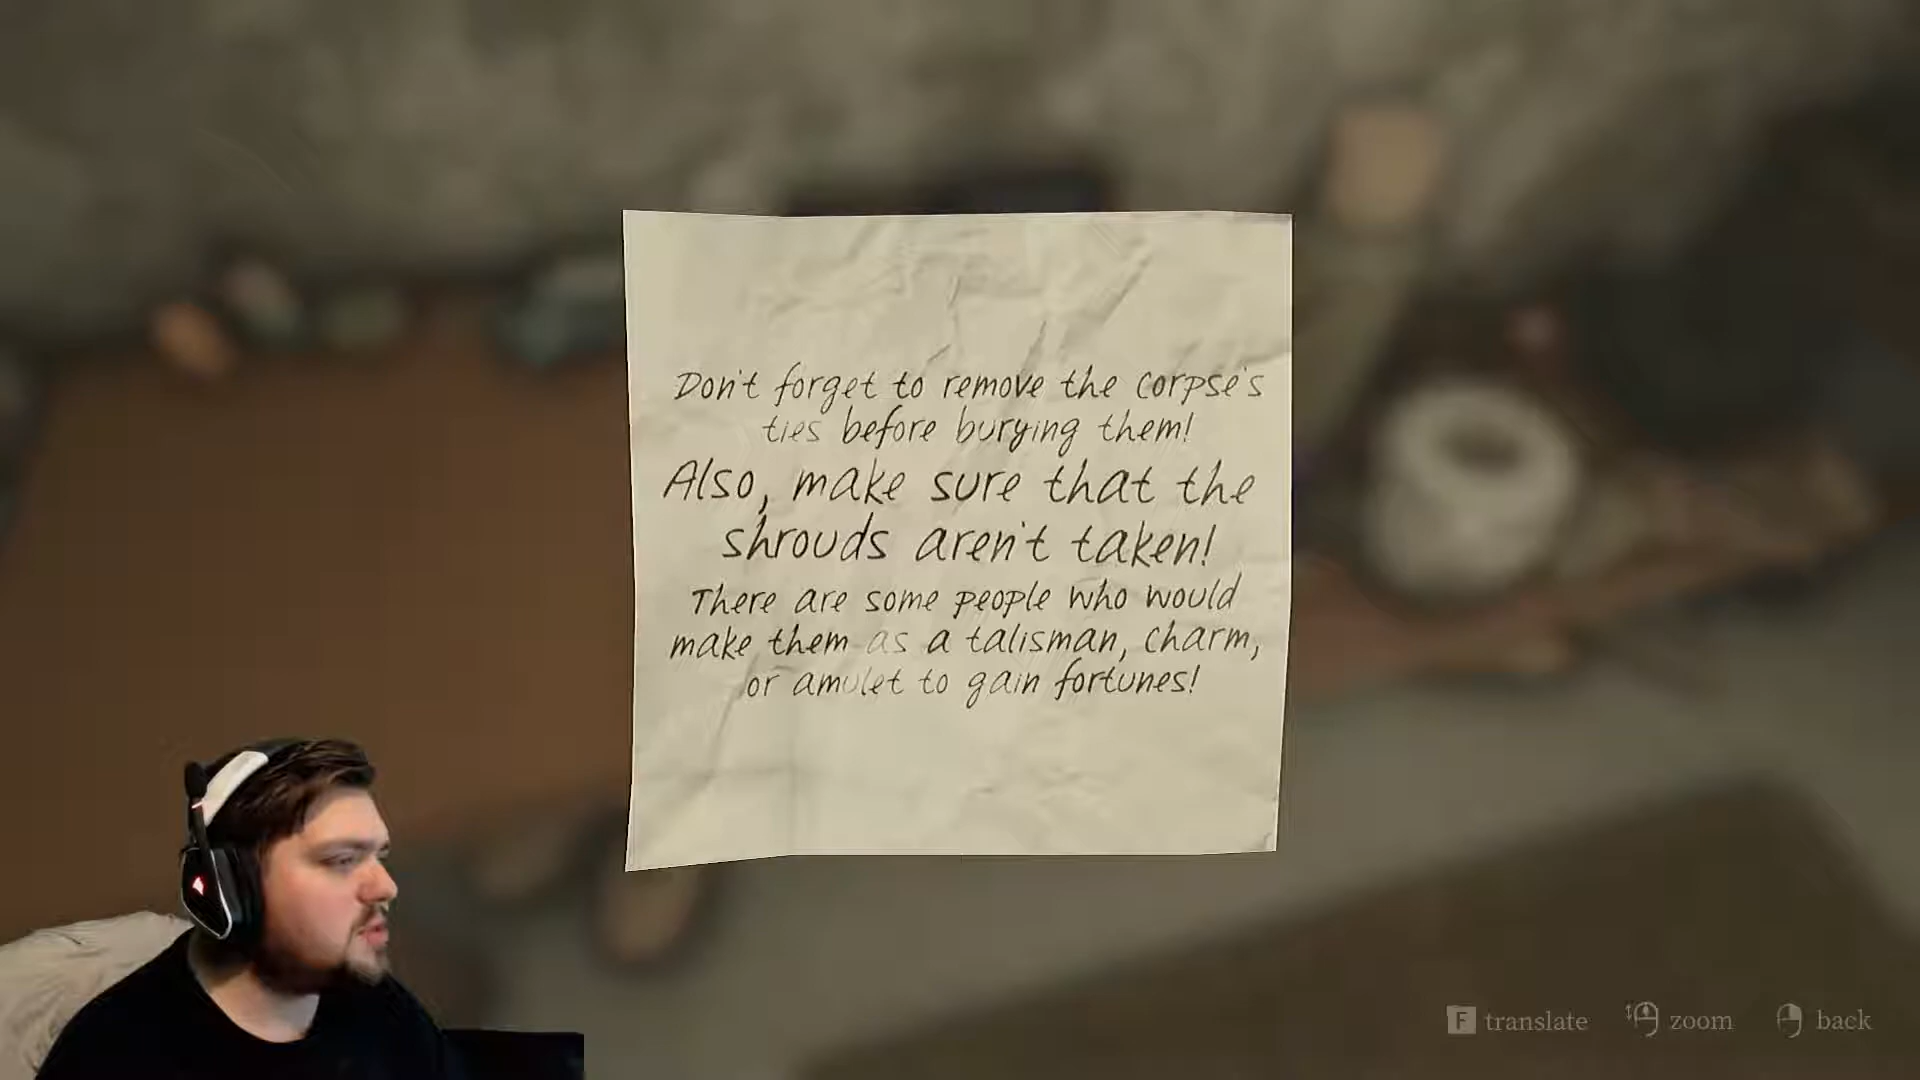 Don't forget to remove the corpse's
ties before burying them!
Also, make sure that the
shrouds aren't taken!
There are some people who would
make them as a talisman, charm,
or amulet to gain fortunes!
F translate zoom back